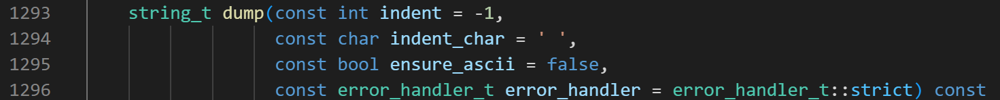 1293 string_t dump(const int indent = -1,
1294 const char indent_char = ' ',
1295 const bool ensure_ascii = false,
1296 const error_handler_t error_handler = error_handler_t::strict) const